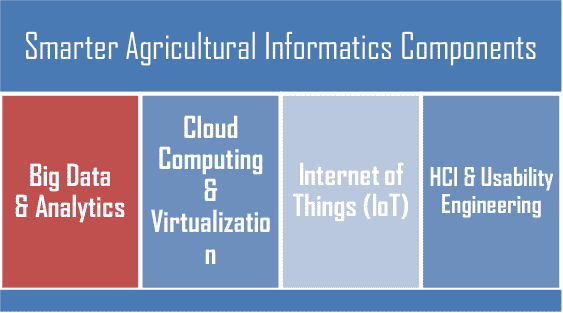 Smarter Agricultural Informatics Components
Big Data
& Analytics
Cloud
Computing
&
Virtualizatio
n
Internet of
Things (IoT)
HCI & Usability
Engineering